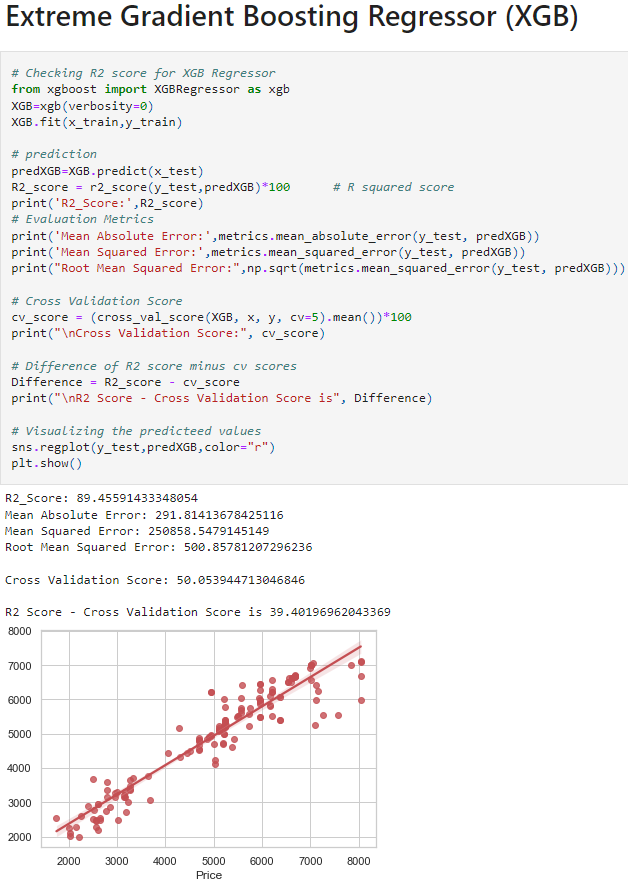 Extreme Gradient Boosting Regressor (XGB)
# Checking R2 score for XGB Regressor
from xgboost import XGBRegressor as xgb
XGB=xgb(verbosity=0)
XGB.fit(x_train,y_train)
# prediction
predXGB=XGB.predict(x_test)
R2_score = r2_score(y_test,predXGB)*100      # R squared score
print('R2_Score:',R2_score)
# Evaluation Metrics
print('Mean Absolute Error:',metrics.mean_absolute_error(y_test, predXGB))
print('Mean Squared Error:',metrics.mean_squared_error(y_test, predXGB))
print("Root Mean Squared Error:",np.sqrt(metrics.mean_squared_error(y_test, predXGB)))
# Cross Validation Score
cv_score = (cross_val_score(XGB, x, y, cv=5).mean())*100
print("\nCross Validation Score:", cv_score)
# Difference of R2 score minus cv scores
Difference = R2_score - cv_score
print("\nR2 Score - Cross Validation Score is", Difference)
# Visualizing the predicteed values
sns.regplot(y_test,predXGB,color="r")
plt.show()
R2_Score: 89.45591433348054
Mean Absolute Error: 291.81413678425116
Mean Squared Error: 250858.5479145149
Root Mean Squared Error: 500.85781207296236
Cross Validation Score: 50.053944713046846
R2 Score - Cross Validation Score is 39.40196962043369
8000
7000
6000
5000
4000
3000
2000
2000 3000 4000 5000 6000 7000 8000
Price